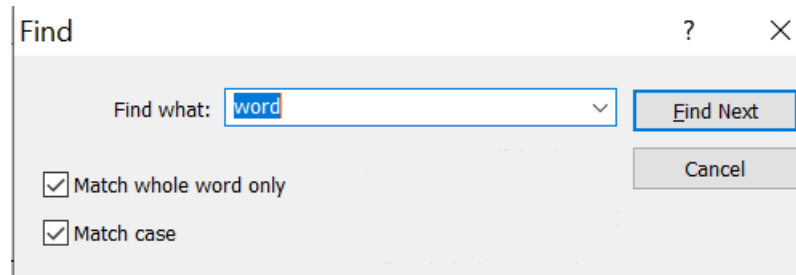 Find ?
Find what: word Find Next
Cancel
Match whole word only
Match case